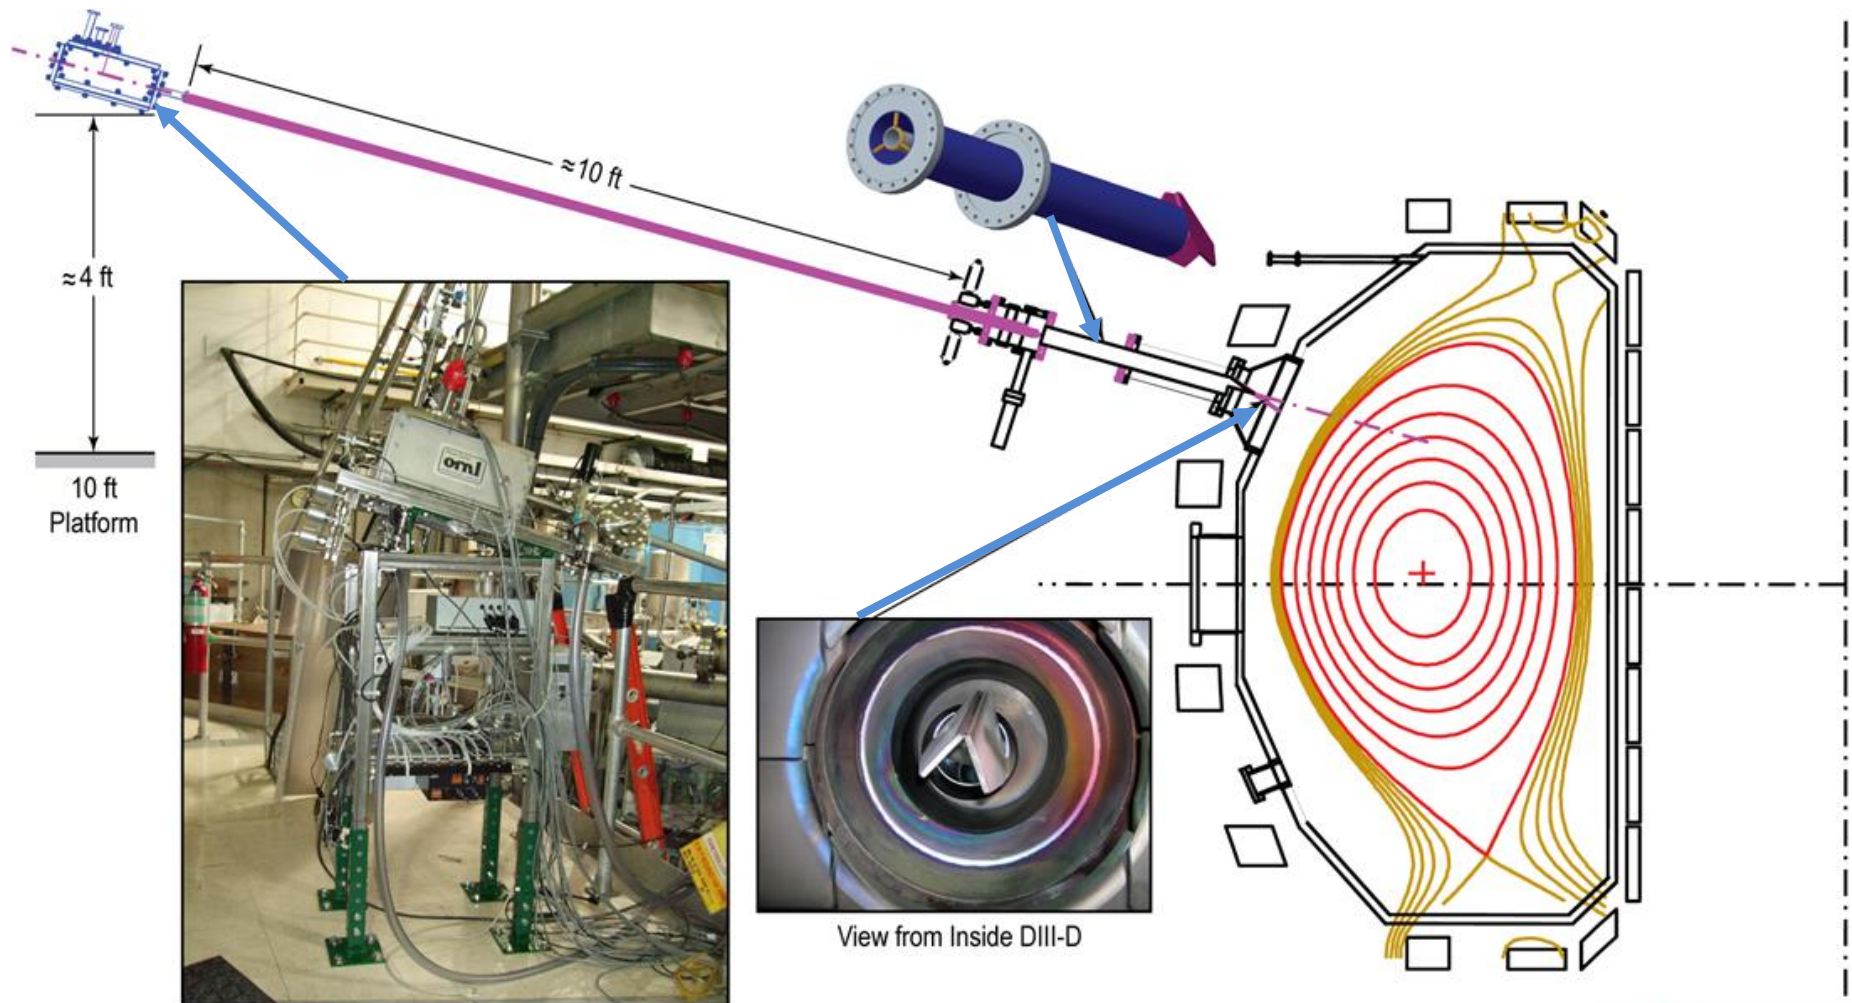 ≈10 ft
≈4 ft
10 ft
Platform
ornl
View from Inside DIII-D